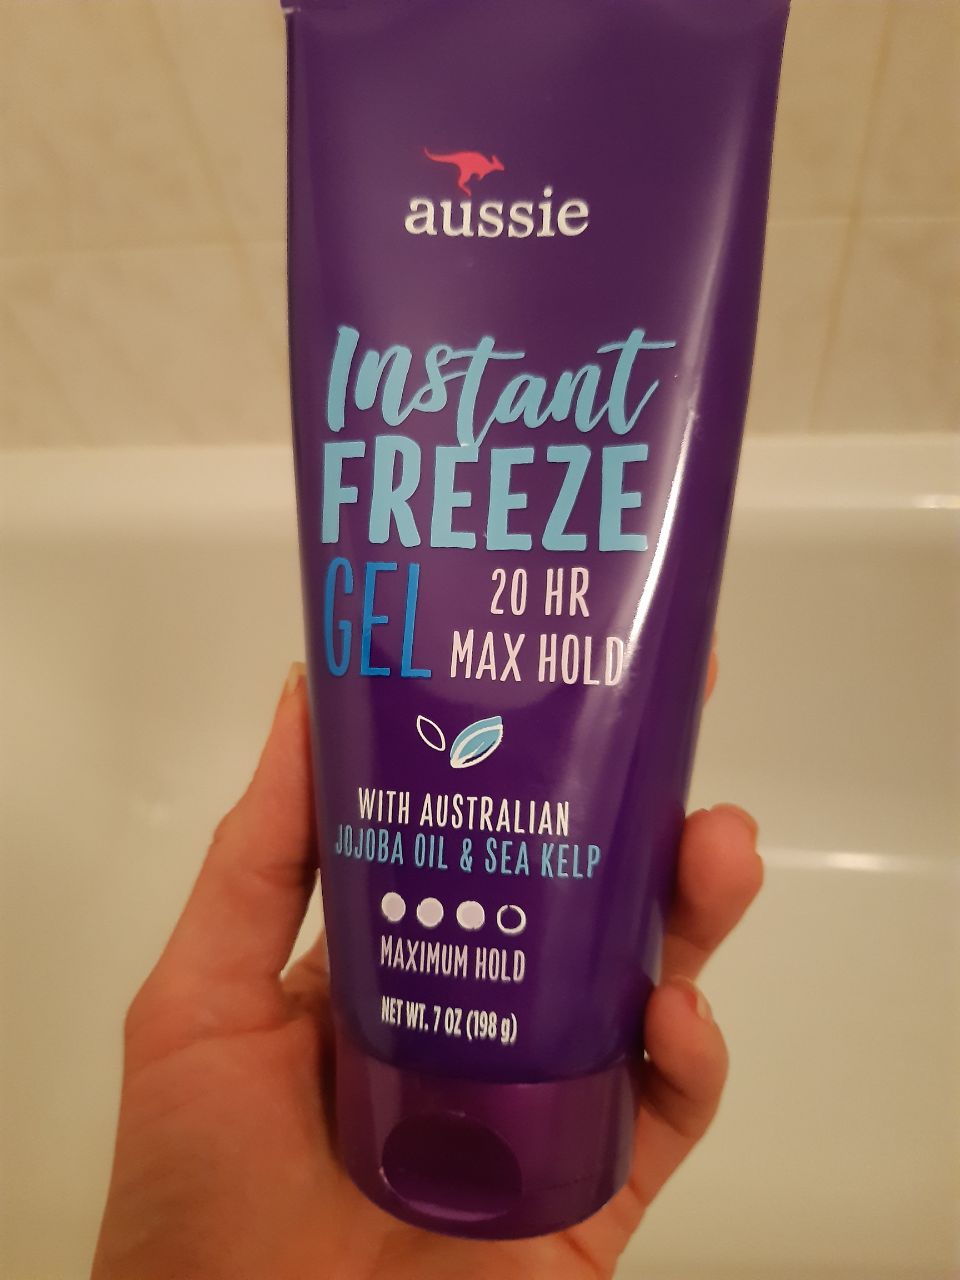 aussie
Instant
FREEZE
GEL 20 HR
MAX HOLD
WITH AUSTRALIAN
JOJOBA OIL & SEA KELP
MAXIMUM HOLD
NET WT. 7 OZ (198 g)